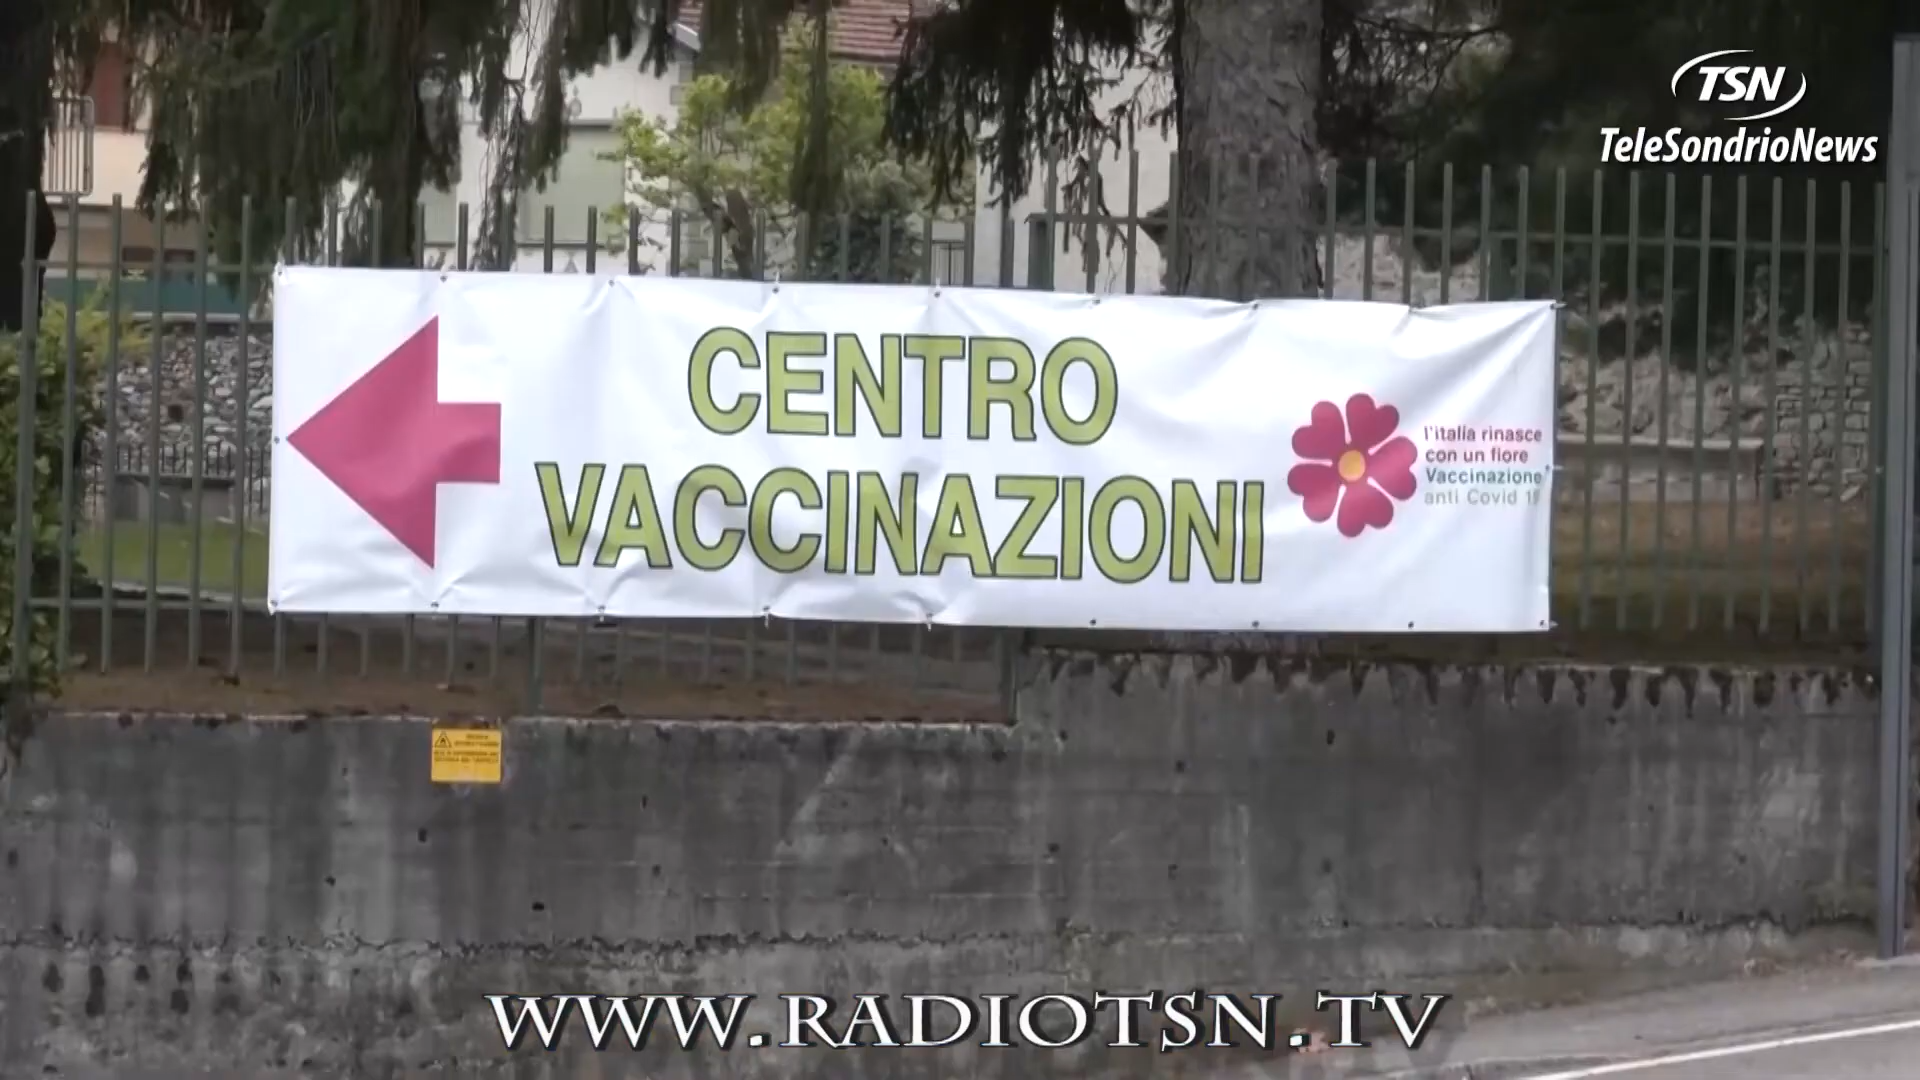 TSN
TeleSondrioNews
CENTRO
VACCINAZIONI
l'italia rinasce
con un fiore
Vaccinazione
anti Covid 19
WWW.RADIOTSN.TV